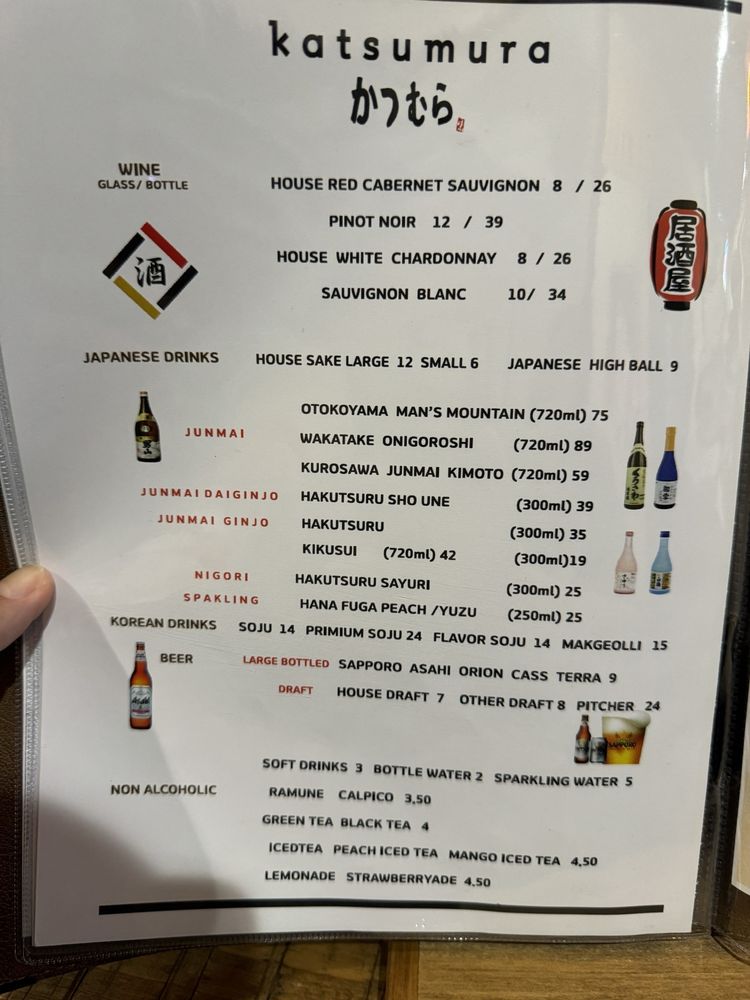 katsumura
かつむら
WINE
GLASS/ BOTTLE
HOUSE RED CABERNET SAUVIGNON 8 / 26
PINOT NOIR 12 / 39
HOUSE WHITE CHARDONNAY 8 / 26
SAUVIGNON BLANC 10/ 34
酒
居酒屋
JAPANESE DRINKS HOUSE SAKE LARGE 12 SMALL 6 JAPANESE HIGH BALL 9
OTOKOYAMA MAN'S MOUNTAIN (720ml) 75
JUNMAI WAKATAKE ONIGOROSHI (720ml) 89
KUROSAWA JUNMAI KIMOTO (720ml) 59
JUNMAI DAIGINJO HAKUTSURU SHO UNE (300ml) 39
JUNMAI GINJO HAKUTSURU (300ml) 35
KIKUSUI (720ml) 42 (300ml)19
NIGORI HAKUTSURU SAYURI (300ml) 25
SPAKLING HANA FUGA PEACH /YUZU (250ml) 25
KOREAN DRINKS SOJU 14 PRIMIUM SOJU 24 FLAVOR SOJU 14 MAKGEOLLI 15
BEER LARGE BOTTLED SAPPORO ASAHI ORION CASS TERRA 9
DRAFT HOUSE DRAFT 7 OTHER DRAFT 8 PITCHER 24
Asahi
SAPPORO
SOFT DRINKS 3 BOTTLE WATER 2 SPARKLING WATER 5
NON ALCOHOLIC RAMUNE CALPICO 3,50
GREEN TEA BLACK TEA 4
ICEDTEA PEACH ICED TEA MANGO ICED TEA 4,50
LEMONADE STRAWBERRYADE 4,50